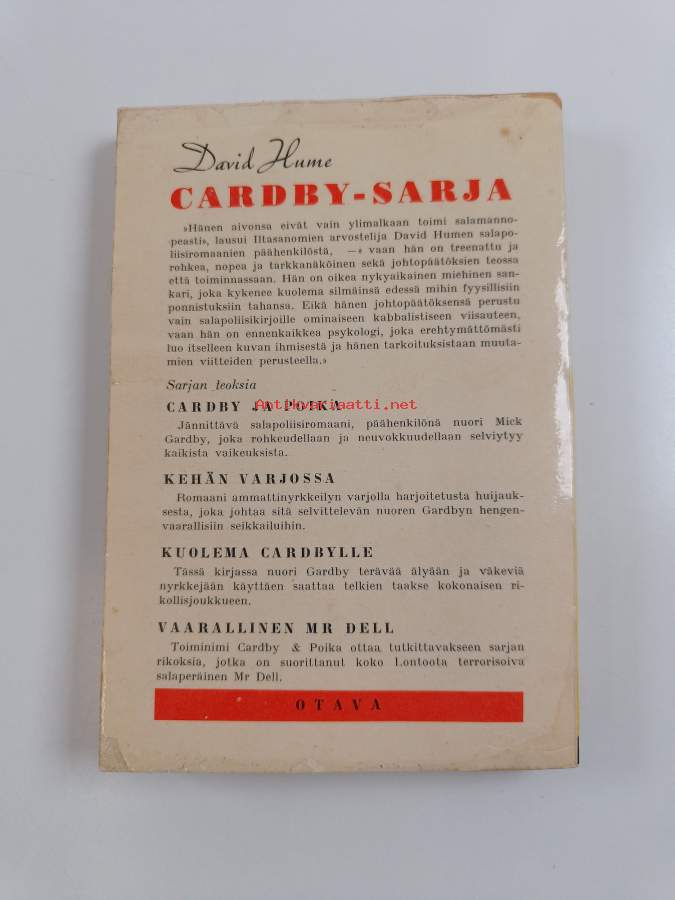 David Hume
CARDBY-SARJA
»Hänen aivonsa eivät vain ylimalkaan toimi salamanno-
peasti», lausui Iltasanomien arvostelija David Humen salapo-
liisiromaanien päähenkilöstä, —« vaan hän on treenattu ja
rohkea, nopea ja tarkkanäköinen sekä johtopäätöksien teossa
että toiminnassaan. Hän on oikea nykyaikainen miehinen san-
kari, joka kykenee kuolema silmäinsä edessä mihin fyysillisiin
ponnistuksiin tahansa. Eikä hänen johtopäätöksensä perustu
vain salapoliisikirjoille ominaiseen kabbalistiseen viisauteen,
vaan hän on ennenkaikkea psykologi, joka erehtymättömästi
luo itselleen kuvan ihmisestä ja hänen tarkoituksistaan muuta-
mien viitteiden perusteella.»
Sarjan teoksia
CARDBY JA POIKA
Antikvariaatti.net
Jännittävä salapoliisiromaani, päähenkilönä nuori Mick
Gardby, joka rohkeudellaan ja neuvokkuudellaan selviytyy
kaikista vaikeuksista.
KEHÄN VARJOSSA
Romaani ammattinyrkkeilyn varjolla harjoitetusta huijauk-
sesta, joka johtaa sitä selvittelevän nuoren Gardbyn hengen-
vaarallisiin seikkailuihin.
KUOLEMA CARDBYLLE
Tässä kirjassa nuori Gardby terävää älyään ja väkeviä
nyrkkejään käyttäen saattaa telkien taakse kokonaisen ri-
kollisjoukkueen.
VAARALLINEN MR DELL
Toiminimi Cardby & Poika ottaa tutkittavakseen sarjan
rikoksia, jotka on suorittanut koko Lontoota terrorisoiva
salaperäinen Mr Dell.
OTAVA